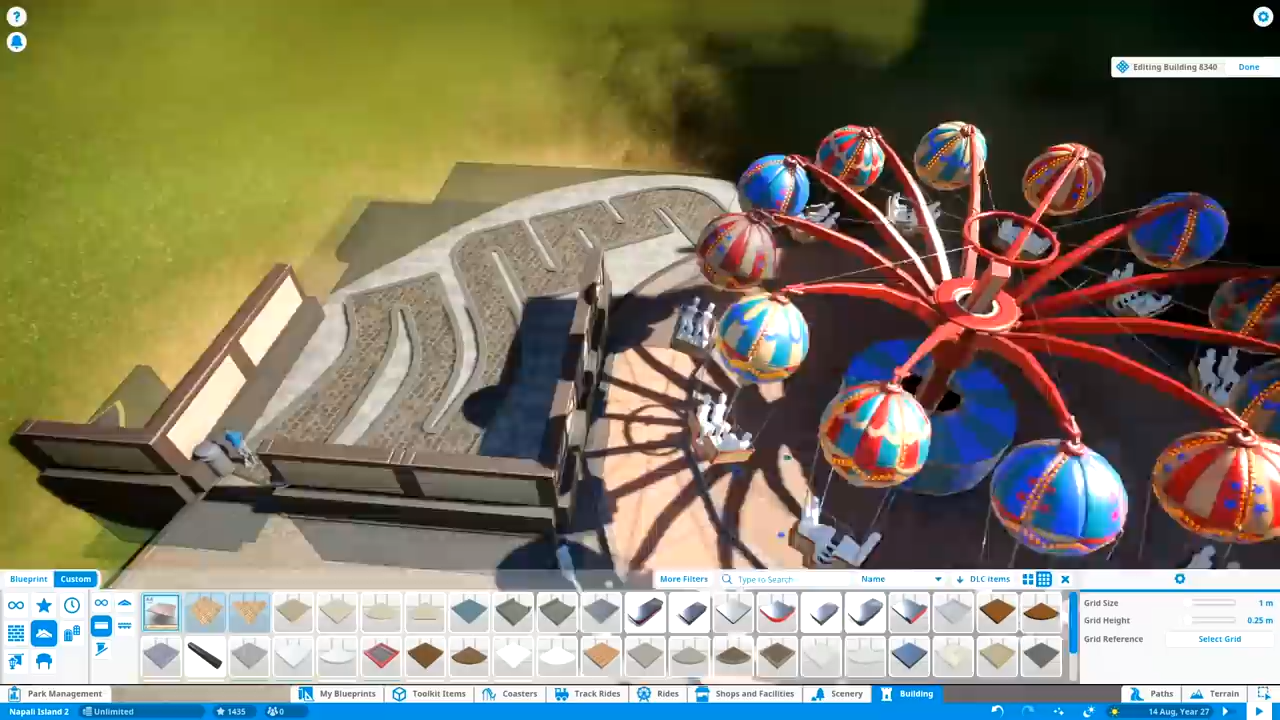 ?
Editing Building 8340 Done
Blueprint Custom
More Filters Type to Search Name DLC items
Grid Size 1 m
Grid Height 0.25 m
Grid Reference Select Grid
Park Management My Blueprints Toolkit Items Coasters Track Rides Rides Shops and Facilities Scenery Building Paths Terrain
Napali Island 2 Unlimited 1435 0 14 Aug, Year 27